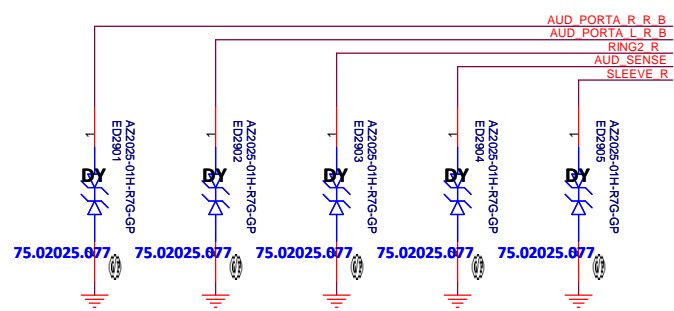 AUD_PORTA_R_R_B
AUD_PORTA_L_R_B
RING2_R
AUD_SENSE
SLEEVE_R
1
AZ2025-01H-R7G-GP
ED2901
DY
75.02025.077
1
AZ2025-01H-R7G-GP
ED2902
DY
75.02025.077
1
AZ2025-01H-R7G-GP
ED2903
DY
75.02025.077
1
AZ2025-01H-R7G-GP
ED2904
DY
75.02025.077
1
AZ2025-01H-R7G-GP
ED2905
DY
75.02025.077